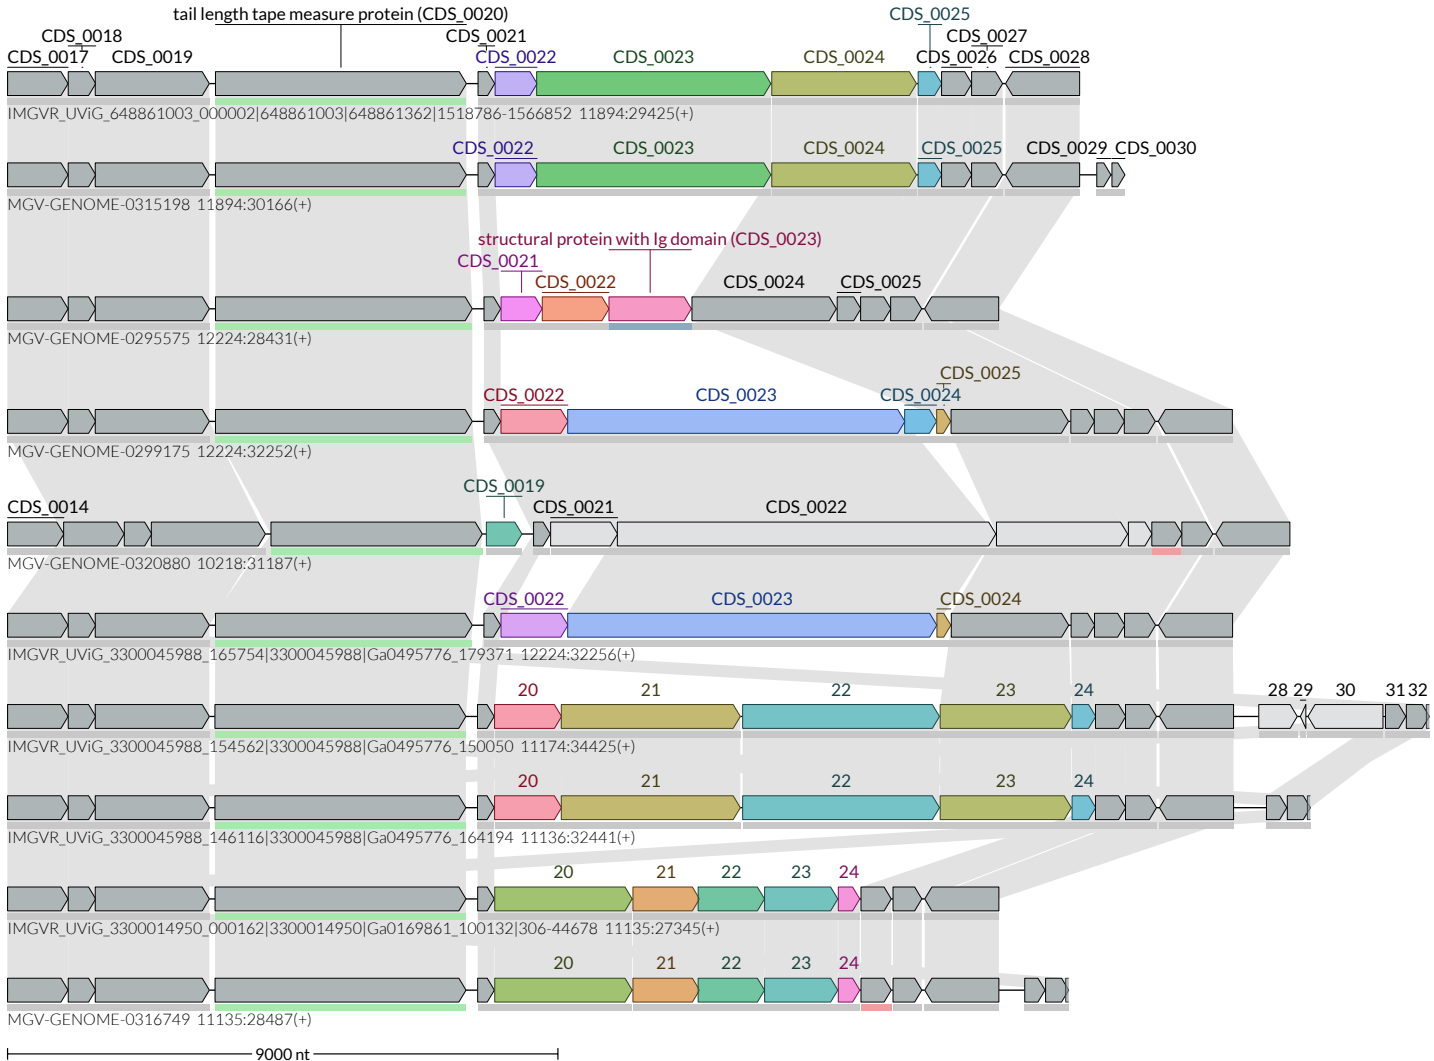 tail length tape measure protein (CDS_0020)
CDS_0025
CDS_0018
CDS_0021
CDS_0027
CDS_0017
CDS_0019
CDS_0022
CDS_0023
CDS_0024
CDS_0026
CDS_0028
IMGVR_UViG_648861003_000002|648861003|648861362|1518786-1566852 11894:29425(+)
CDS_0022
CDS_0023
CDS_0024
CDS_0025
CDS_0029
CDS_0030
MGV-GENOME-0315198 11894:30166(+)
structural protein with Ig domain (CDS_0023)
CDS_0021
CDS_0022
CDS_0024
CDS_0025
MGV-GENOME-0295575 12224:28431(+)
CDS_0025
CDS_0022
CDS_0023
CDS_0024
MGV-GENOME-0299175 12224:32252(+)
CDS_0019
CDS_0014
CDS_0021
CDS_0022
MGV-GENOME-0320880 10218:31187(+)
CDS_0022
CDS_0023
CDS_0024
IMGVR_UViG_3300045988_165754|3300045988|Ga0495776_179371 12224:32256(+)
20
21
22
23
24
28
29
30
31
32
IMGVR_UViG_3300045988_154562|3300045988|Ga0495776_150050 11174:34425(+)
20
21
22
23
24
IMGVR_UViG_3300045988_146116|3300045988|Ga0495776_164194 11136:32441(+)
20
21
22
23
24
IMGVR_UViG_3300014950_000162|3300014950|Ga0169861_100132|306-44678 11135:27345(+)
20
21
22
23
24
MGV-GENOME-0316749 11135:28487(+)
9000 nt